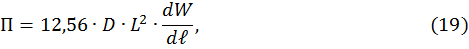 П = 12,56 · D · L² · dW/dℓ, (19)